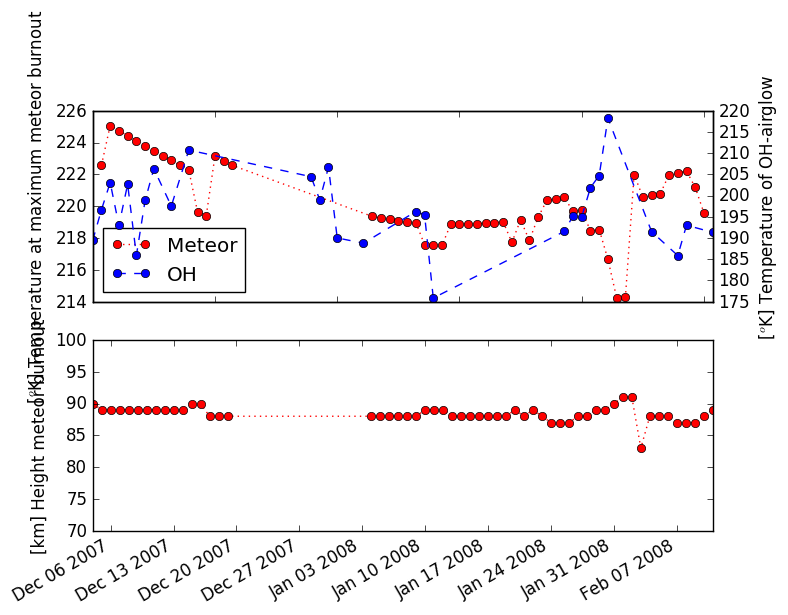 [ºK] Temperature at maximum meteor burnout
226
224
222
220
218
216
214
220
215
210
205
200
195
190
185
180
175
[ºK] Temperature of OH-airglow
Meteor
OH
[km] Height meteor burnout
100
95
90
85
80
75
70
Dec 06 2007
Dec 13 2007
Dec 20 2007
Dec 27 2007
Jan 03 2008
Jan 10 2008
Jan 17 2008
Jan 24 2008
Jan 31 2008
Feb 07 2008